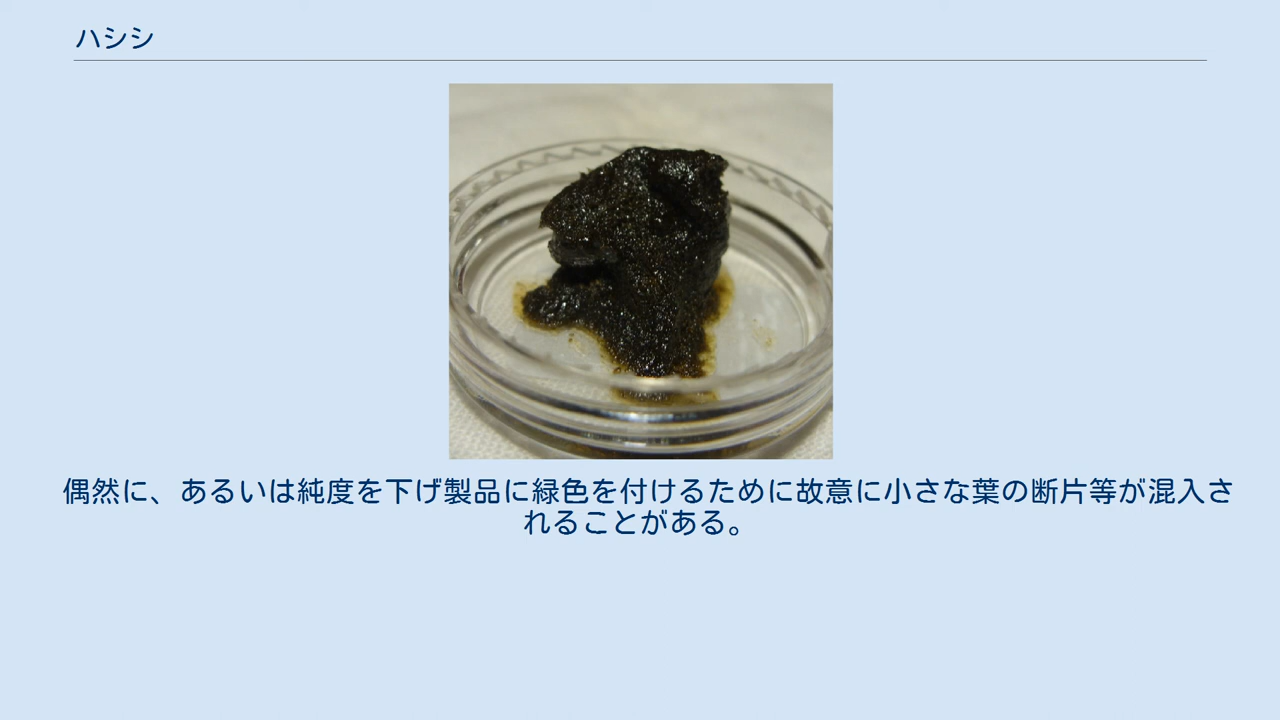 ハシシ
偶然に、あるいは純度を下げ製品に緑色を付けるために故意に小さな葉の断片等が混入さ
れることがある。